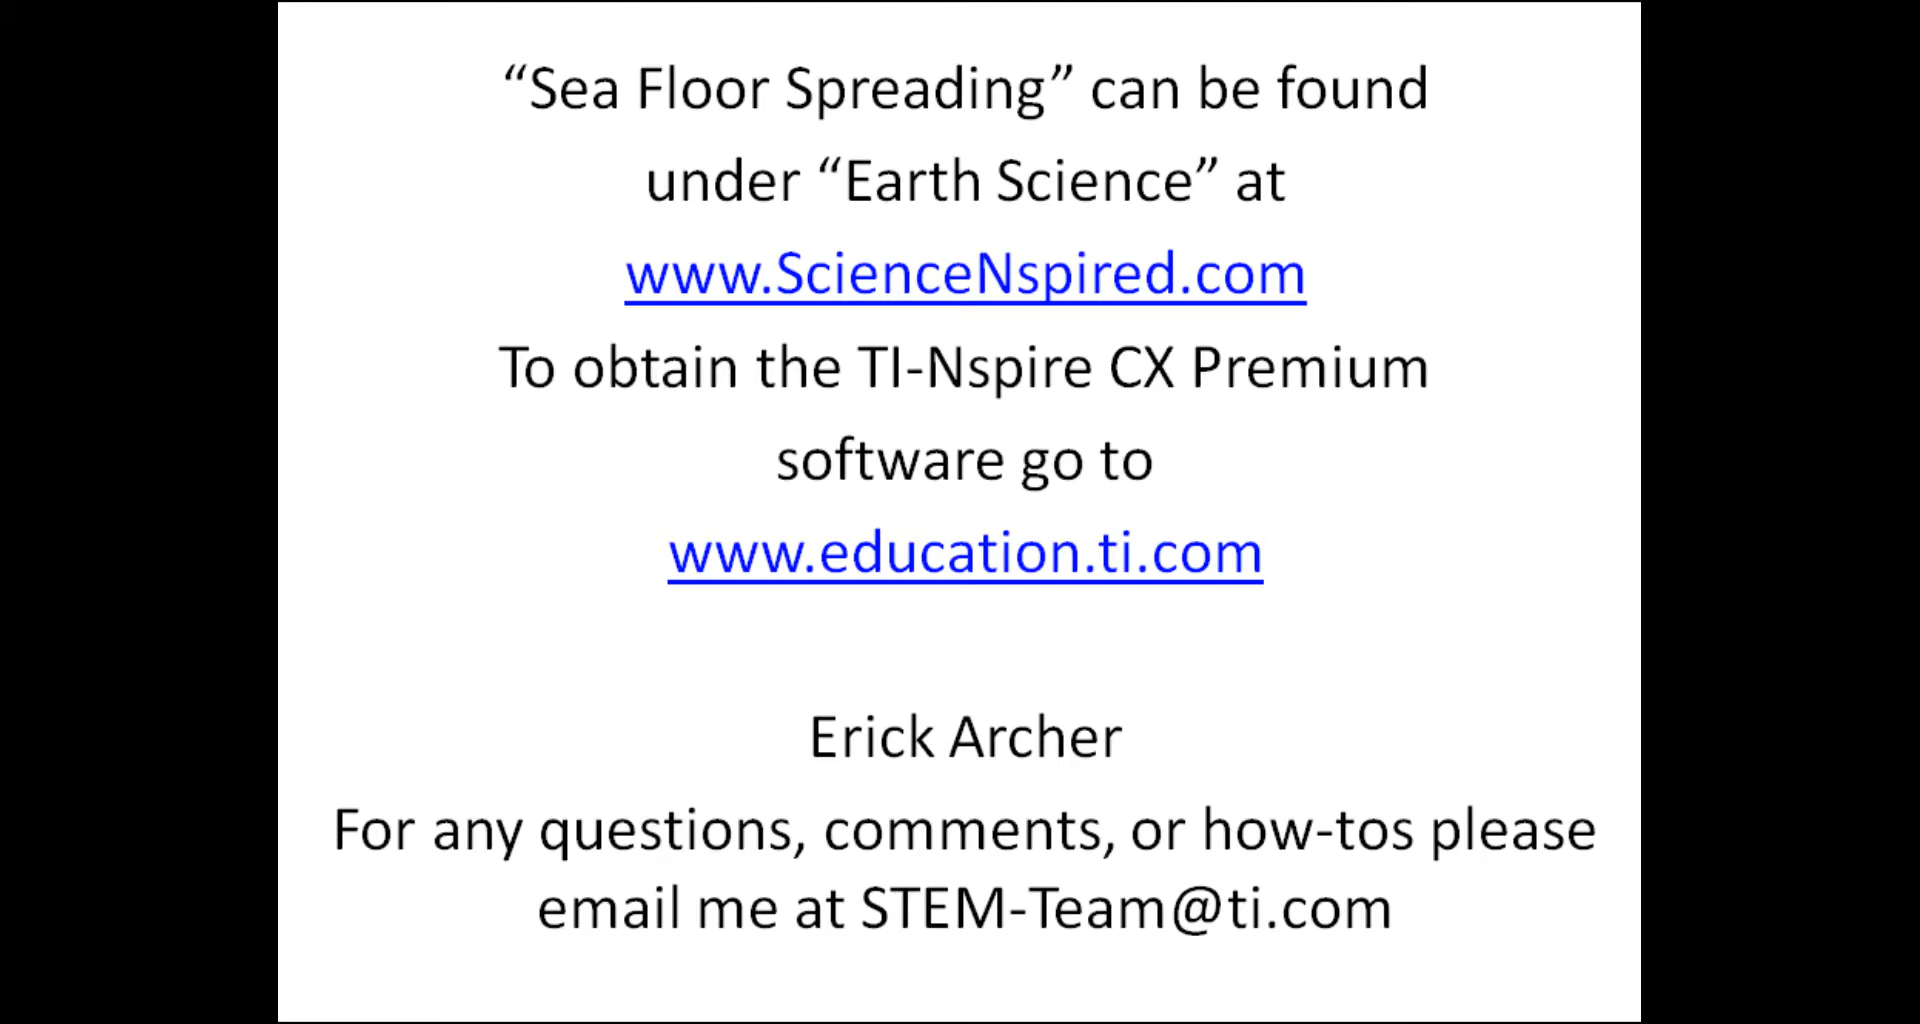 “Sea Floor Spreading” can be found
under “Earth Science” at
www.ScienceNspired.com
To obtain the TI-Nspire CX Premium
software go to
www.education.ti.com
Erick Archer
For any questions, comments, or how-tos please
email me at STEM-Team@ti.com